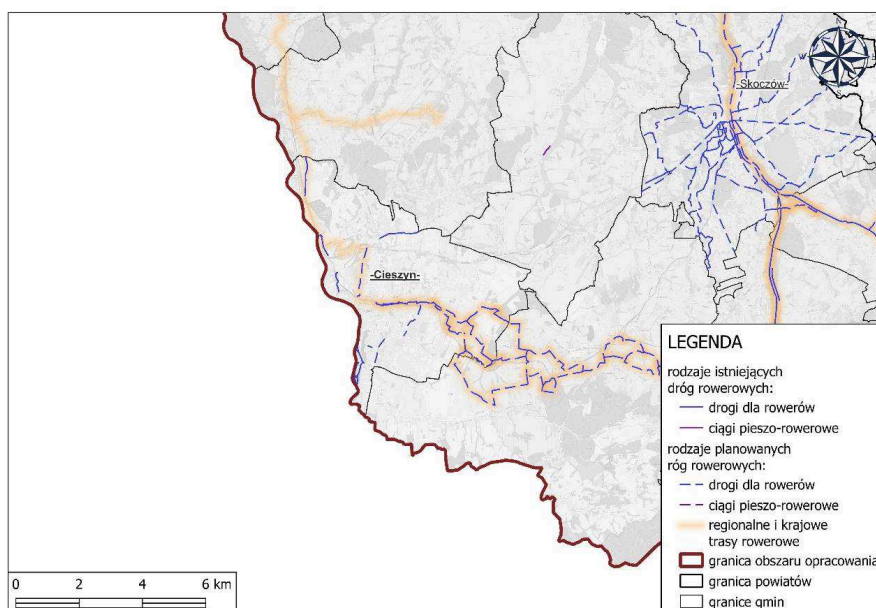 N
W
E
S
-Skoczów-
-Cieszyn-
LEGENDA
rodzaje istniejących
dróg rowerowych:
drogi dla rowerów
ciągi pieszo-rowerowe
rodzaje planowanych
róg rowerowych:
drogi dla rowerów
ciągi pieszo-rowerowe
regionalne i krajowe
trasy rowerowe
granica obszaru opracowania
granica powiatów
granice gmin
0 2 4 6 km